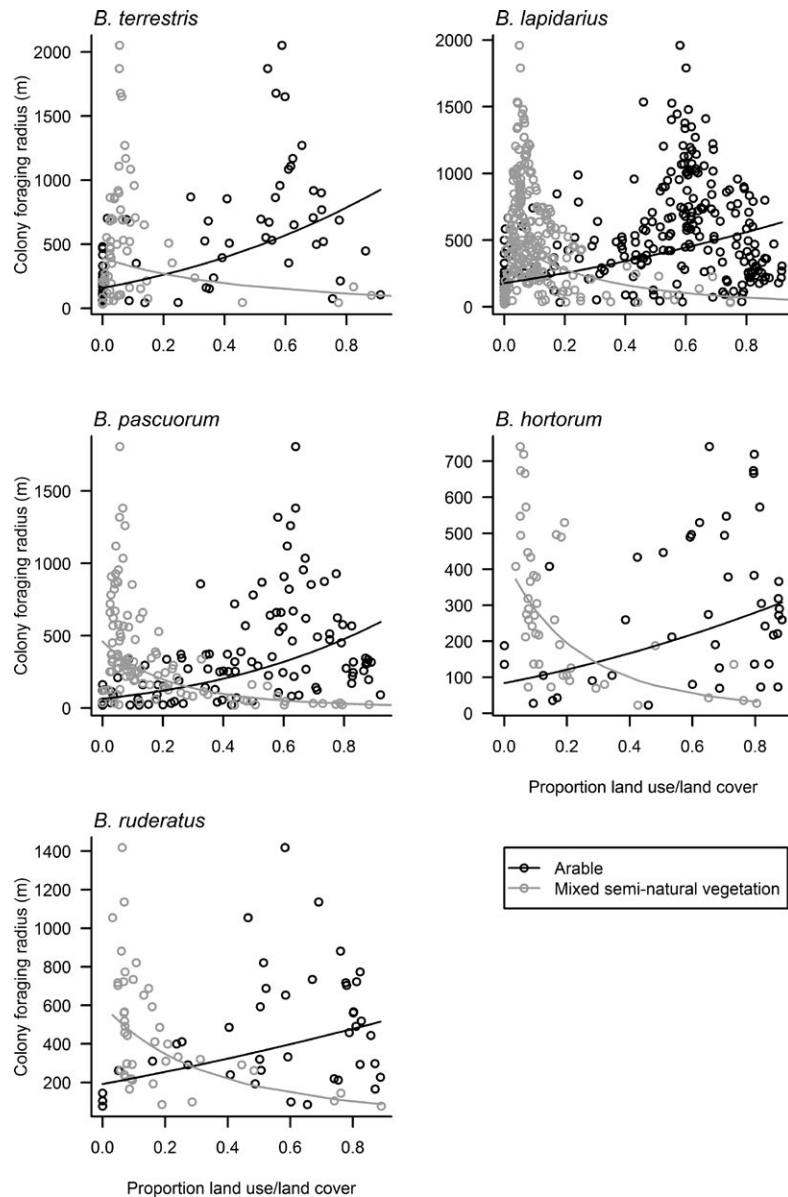 B. terrestris
Colony foraging radius (m)
2000
1500
1000
500
0
0.0 0.2 0.4 0.6 0.8
B. lapidarius
2000
1500
1000
500
0
0.0 0.2 0.4 0.6 0.8
B. pascuorum
Colony foraging radius (m)
1500
1000
500
0
0.0 0.2 0.4 0.6 0.8
B. hortorum
700
600
500
400
300
200
100
0
0.0 0.2 0.4 0.6 0.8
Proportion land use/land cover
B. ruderatus
Colony foraging radius (m)
1400
1200
1000
800
600
400
200
0.0 0.2 0.4 0.6 0.8
Proportion land use/land cover
Arable
Mixed semi-natural vegetation